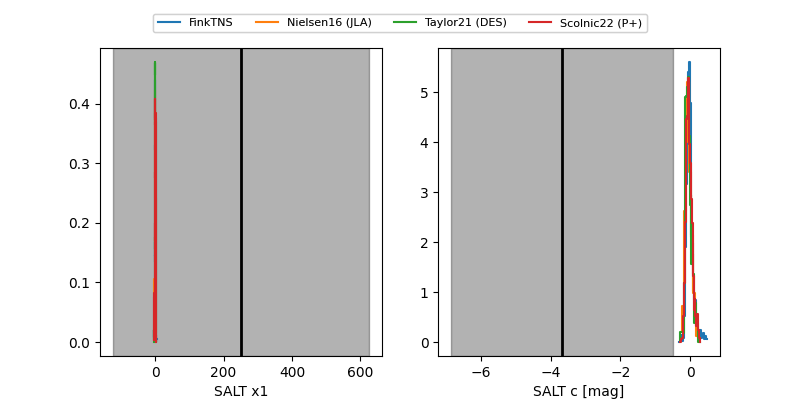 FinkTNS Nielsen16 (JLA) Taylor21 (DES) Scolnic22 (P+)
0.4
0.3
0.2
0.1
0.0
0 200 400 600
SALT x1
5
4
3
2
1
0
−6 −4 −2 0
SALT c [mag]